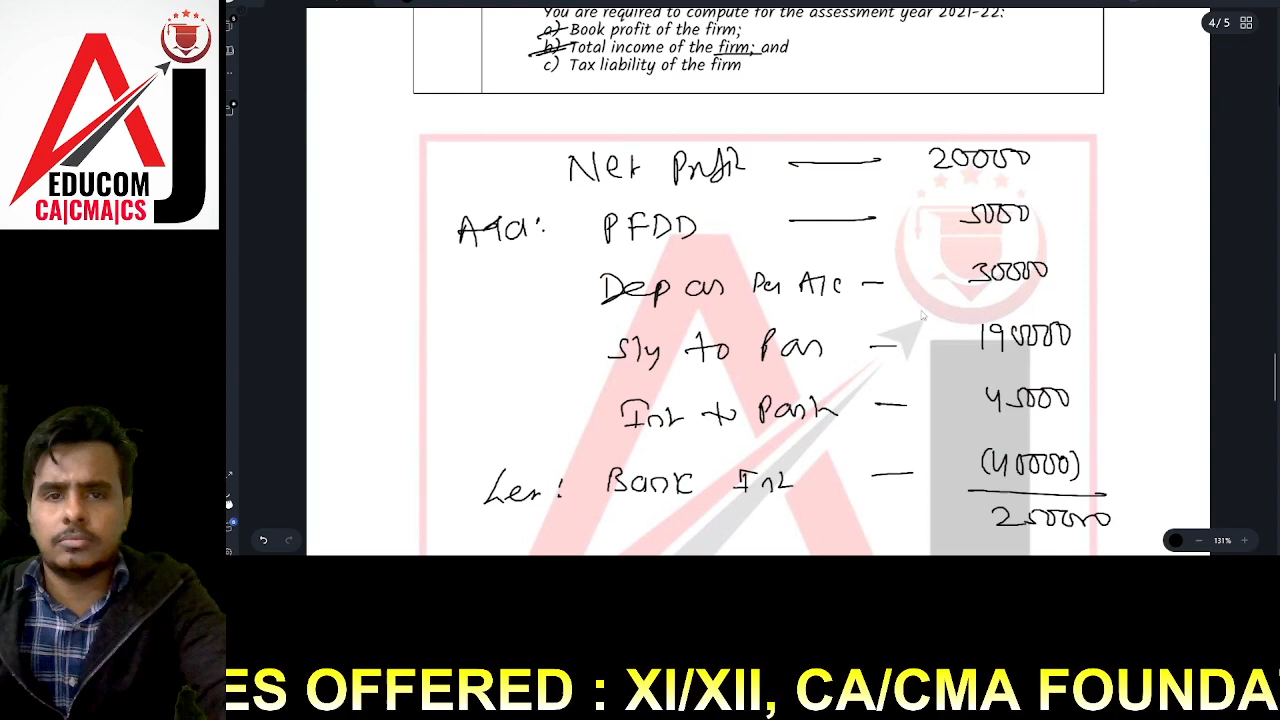 You are required to compute for the assessment year 2021-22:
a) Book profit of the firm;
b) Total income of the firm; and
c) Tax liability of the firm
4/5
AJ
EDUCOM
CA|CMA|CS
Net Profit — 20000
Add: PFDD — 5000
Dep as Per A/c — 30000
Sly to Par — 190000
Int to Partn — 45000
Less: Bank Int — (40000)
250000
131%
ES OFFERED : XI/XII, CA/CMA FOUNDA